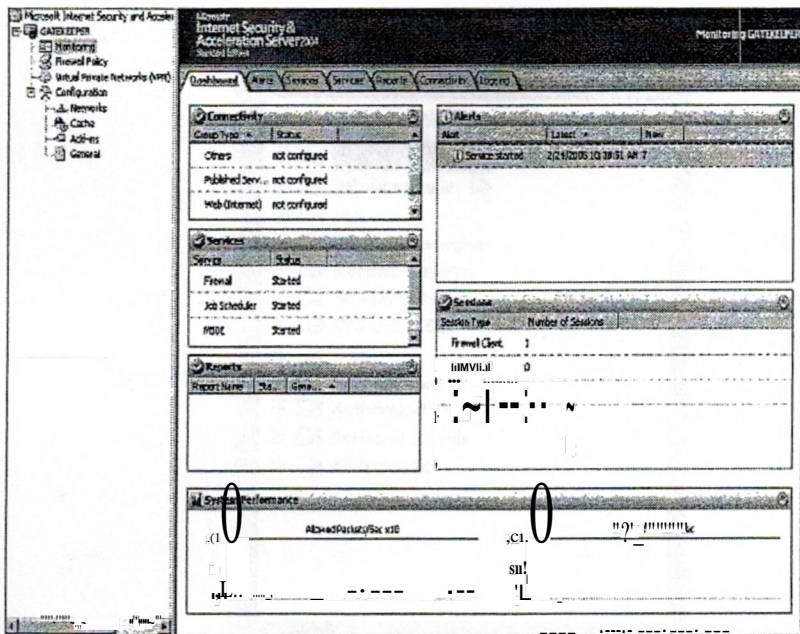 Microsoft Internet Security and Acceler
GATEKEEPER
Monitoring
Firewall Policy
Virtual Private Networks (VPN)
Configuration
Networks
Cache
Add-ins
General
Microsoft
Internet Security &
Acceleration Server 2004
Standard Edition
Monitoring GATEKEEPER
Dashboard Alerts Sessions Services Reports Connectivity Logging
Connectivity
Group Type Status
Others not configured
Published Serv... not configured
Web (Internet) not configured
Services
Service Status
Firewall Started
Job Scheduler Started
MSDE Started
Reports
Report Name Sta... Gene...
Alerts
Alert Latest New
Service started 7
Sessions
Session Type Number of Sessions
Firewall Client 1
System Performance
Allowed Packets/Sec x10